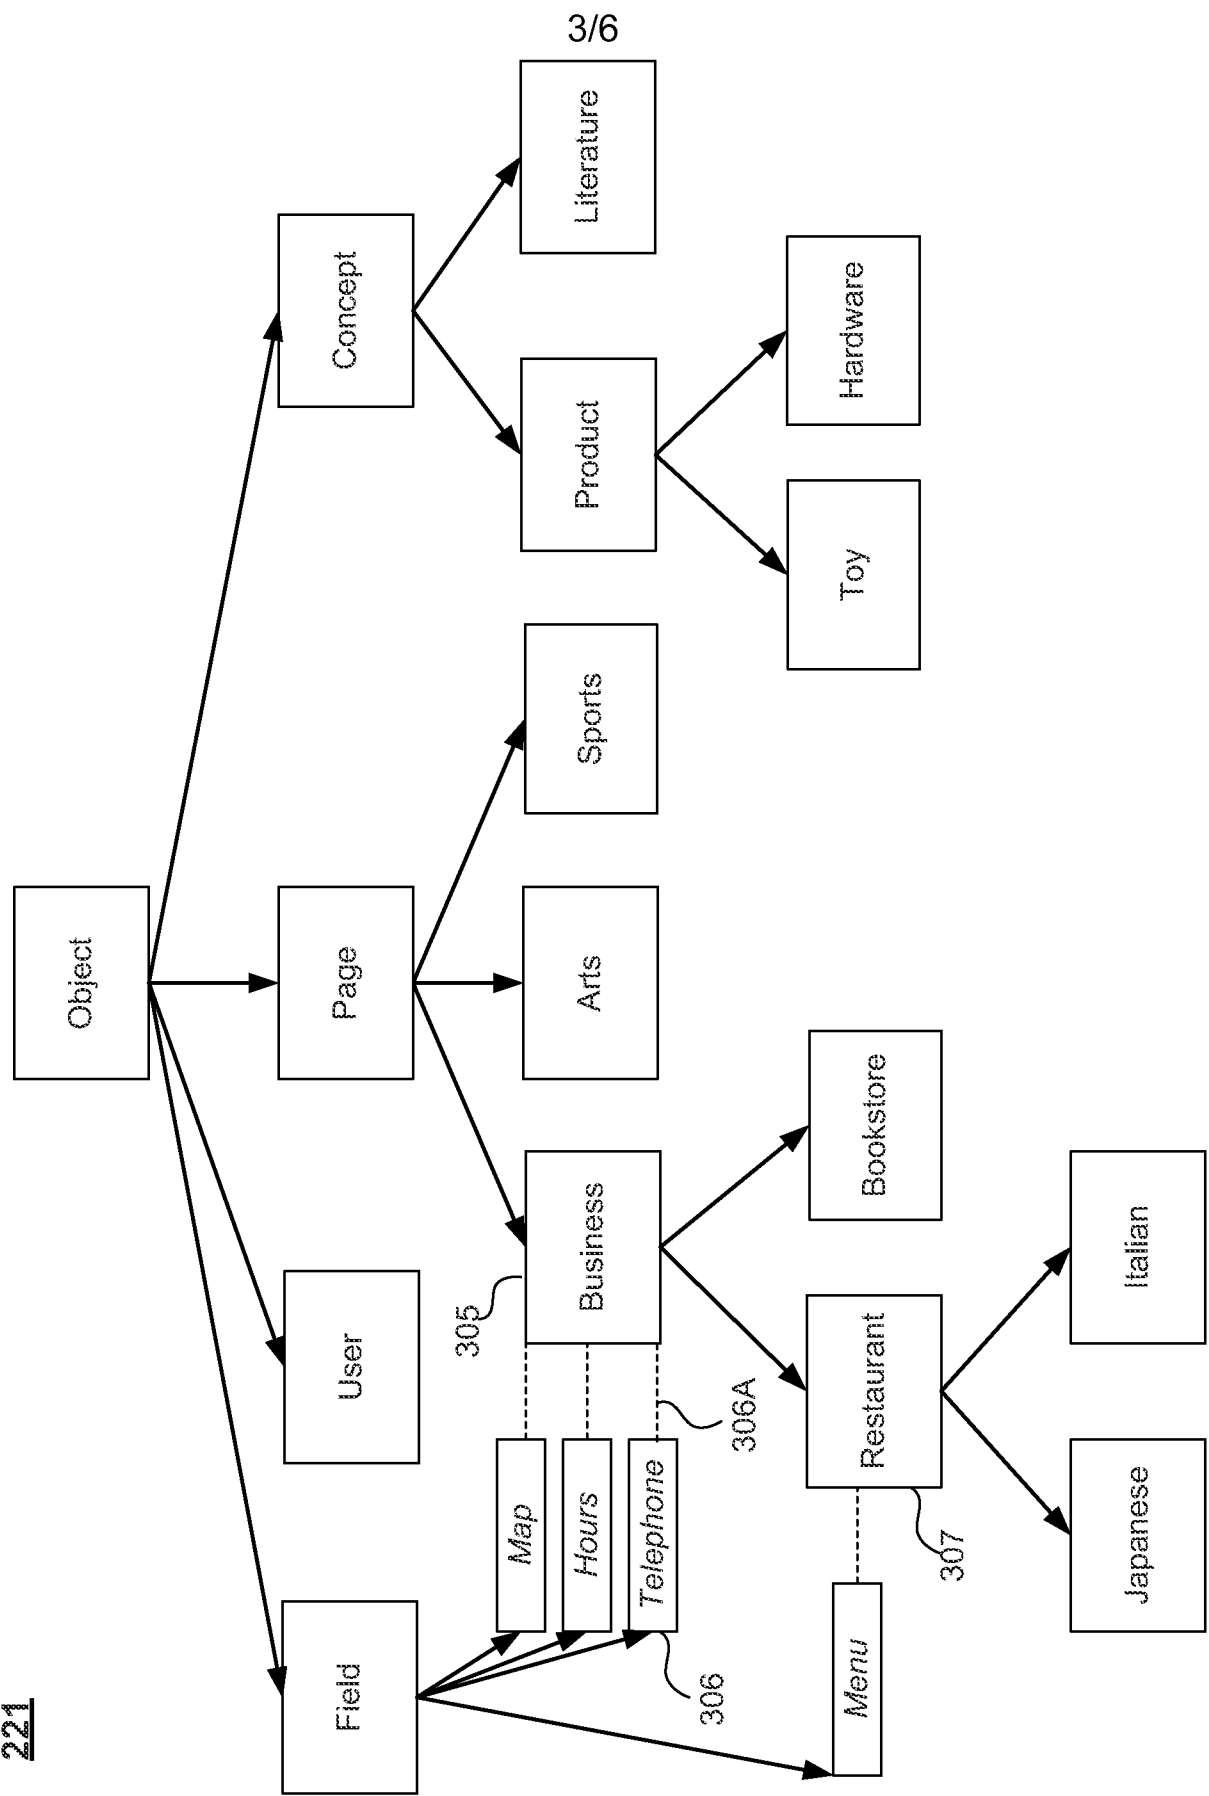 3/6
221
Object
Field
User
Page
Concept
Map
Hours
Telephone
306
306A
305
Business
Arts
Sports
Product
Literature
Menu
Restaurant
307
Bookstore
Toy
Hardware
Japanese
Italian